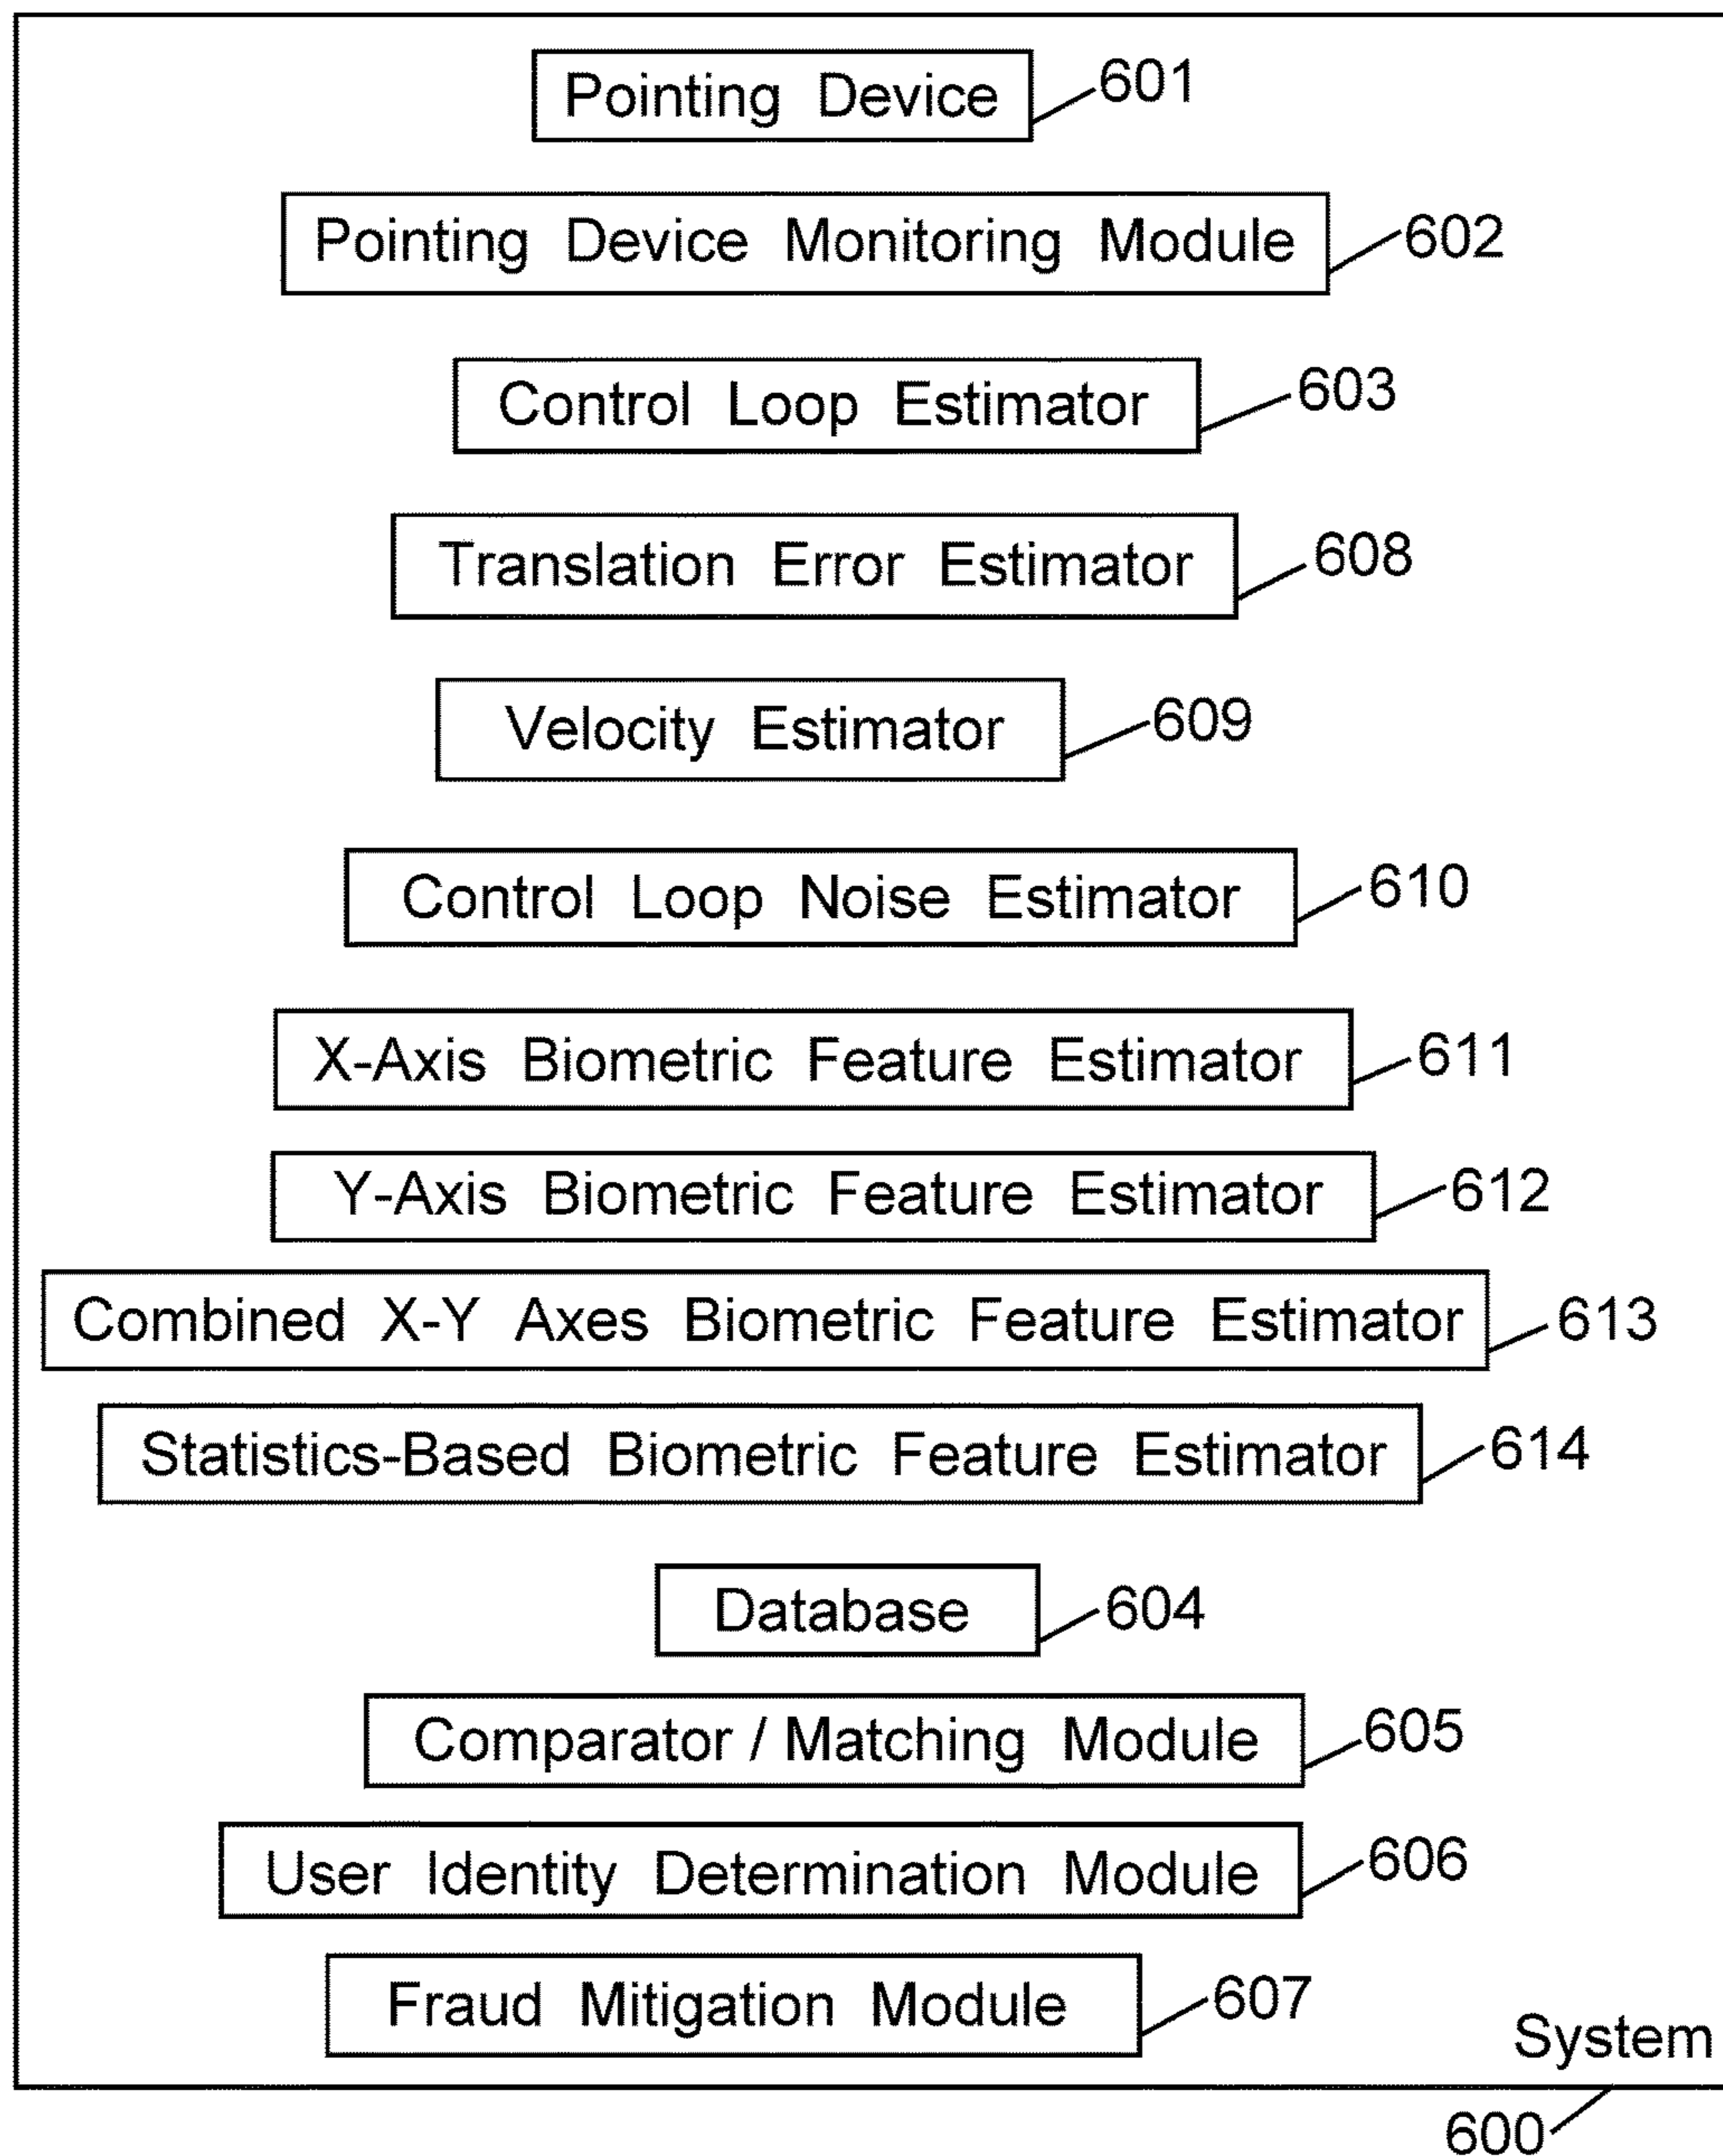 Pointing Device 601
Pointing Device Monitoring Module 602
Control Loop Estimator 603
Translation Error Estimator 608
Velocity Estimator 609
Control Loop Noise Estimator 610
X-Axis Biometric Feature Estimator 611
Y-Axis Biometric Feature Estimator 612
Combined X-Y Axes Biometric Feature Estimator 613
Statistics-Based Biometric Feature Estimator 614
Database 604
Comparator / Matching Module 605
User Identity Determination Module 606
Fraud Mitigation Module 607
System
600